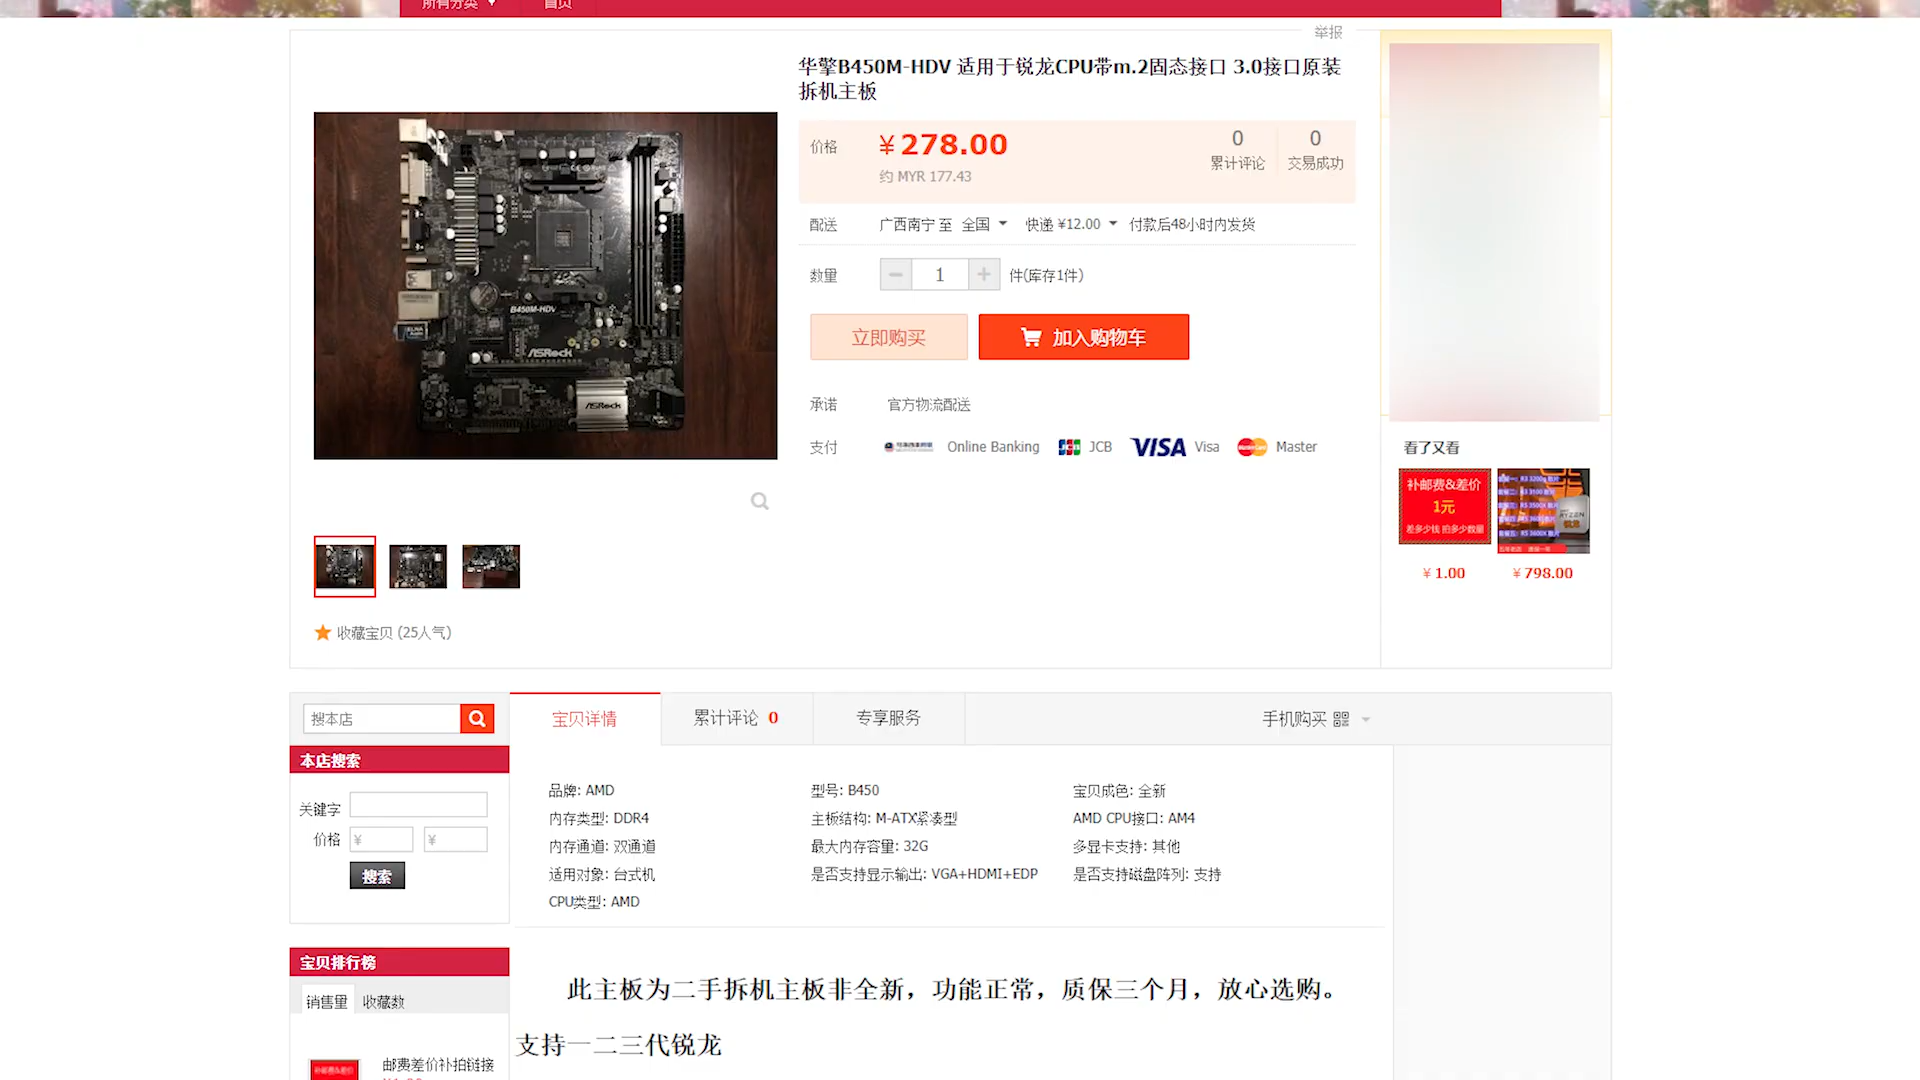 所有分类 ▼ 首页
举报
华擎B450M-HDV 适用于锐龙CPU带m.2固态接口 3.0接口原装
拆机主板
价格
¥278.00
约 MYR 177.43
0
累计评论
0
交易成功
配送 广西南宁 至 全国 快递 ¥12.00 付款后48小时内发货
数量 1 件(库存1件)
立即购买 加入购物车
承诺 官方物流配送
支付 Online Banking JCB VISA Visa Master
B450M-HDV
ASRock
ASRock
看了又看
补邮费&差价
1元
差多少钱 拍多少数量
RYZEN
¥ 1.00
¥ 798.00
收藏宝贝 (25人气)
搜本店
宝贝详情 累计评论 0 专享服务 手机购买
本店搜索
关键字
价格 ¥ ¥
搜索
品牌: AMD 型号: B450 宝贝成色: 全新
内存类型: DDR4 主板结构: M-ATX紧凑型 AMD CPU接口: AM4
内存通道: 双通道 最大内存容量: 32G 多显卡支持: 其他
适用对象: 台式机 是否支持显示输出: VGA+HDMI+EDP 是否支持磁盘阵列: 支持
CPU类型: AMD
宝贝排行榜
销售量 收藏数
邮费差价补拍链接
此主板为二手拆机主板非全新，功能正常，质保三个月，放心选购。
支持一二三代锐龙